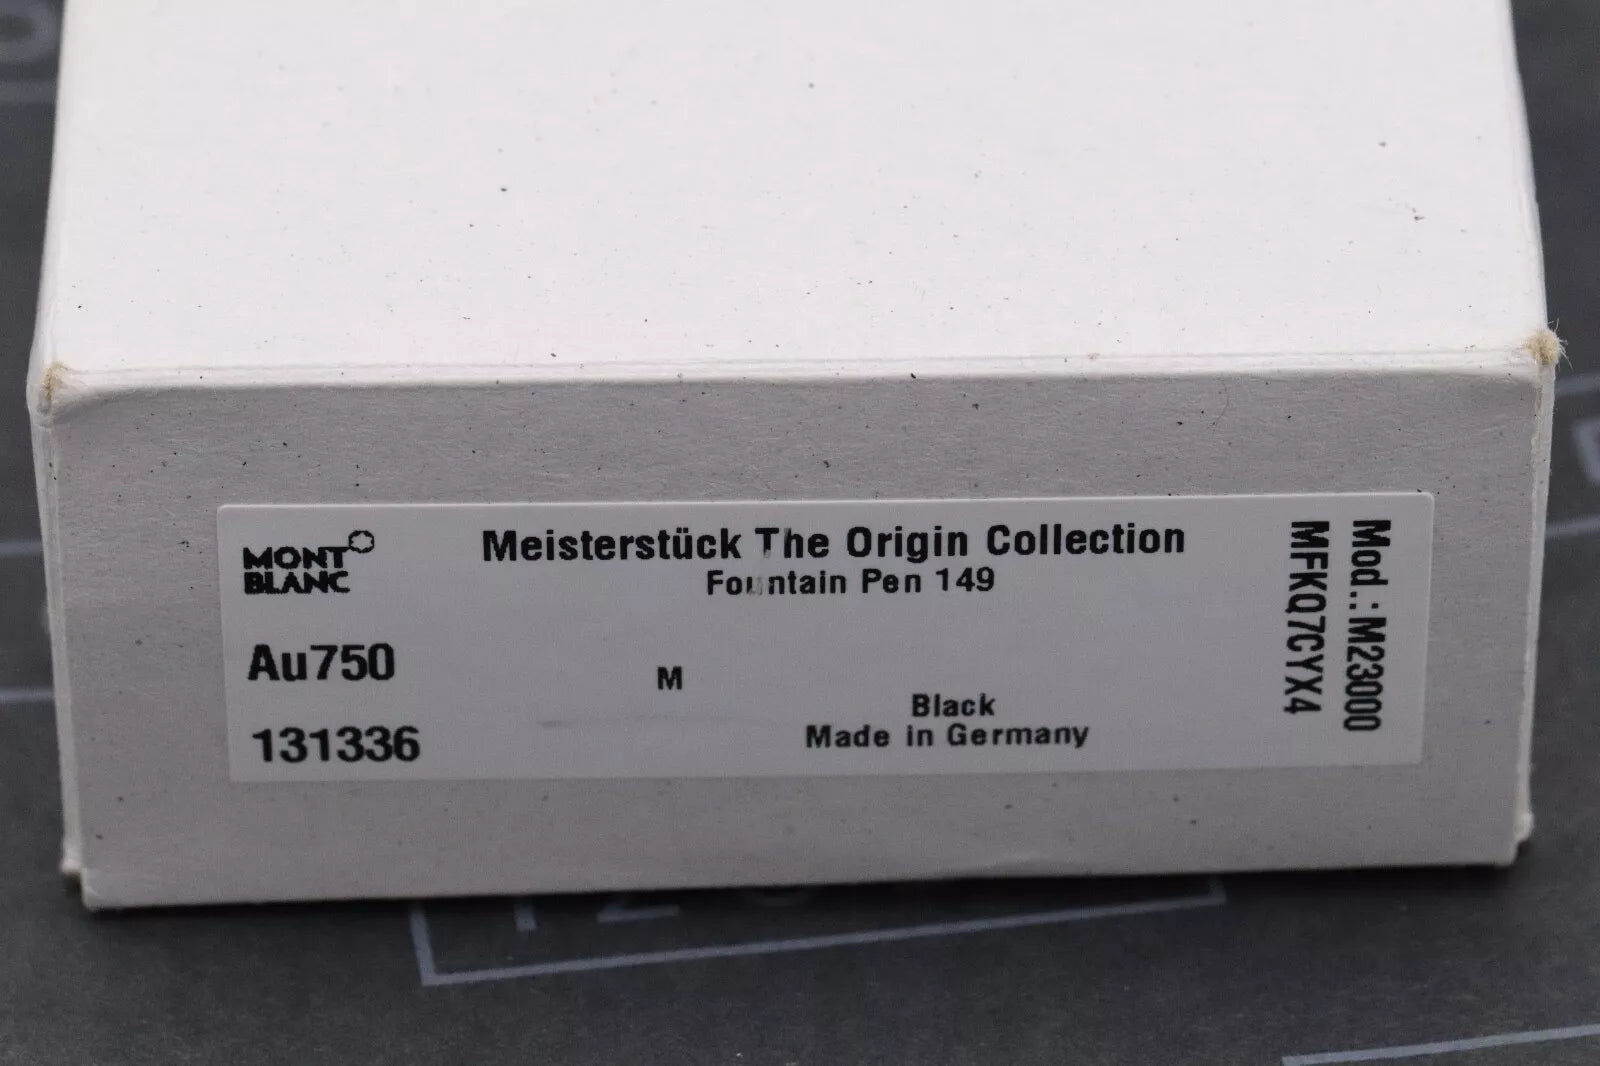 MONT
BLANC
Meisterstück The Origin Collection
Fountain Pen 149
Au750
M
131336
Black
Made in Germany
Mod.:M23000
MFKQ7CYX4